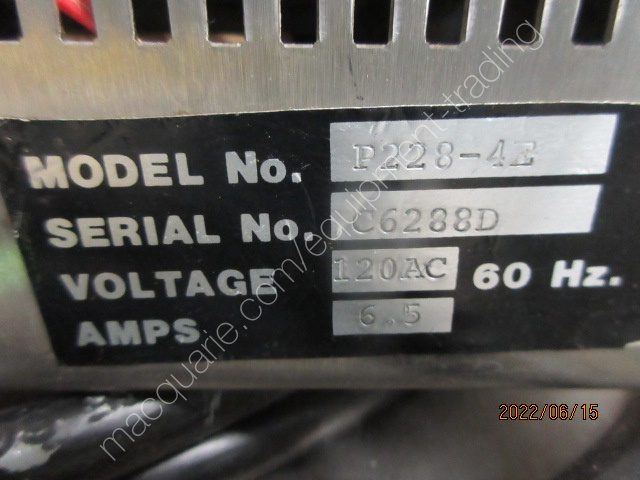 MODEL No. P228-4E
SERIAL No. C6288D
VOLTAGE 120AC 60 Hz.
AMPS 6.5
macquarie.com/equipment-trading
2022/06/15